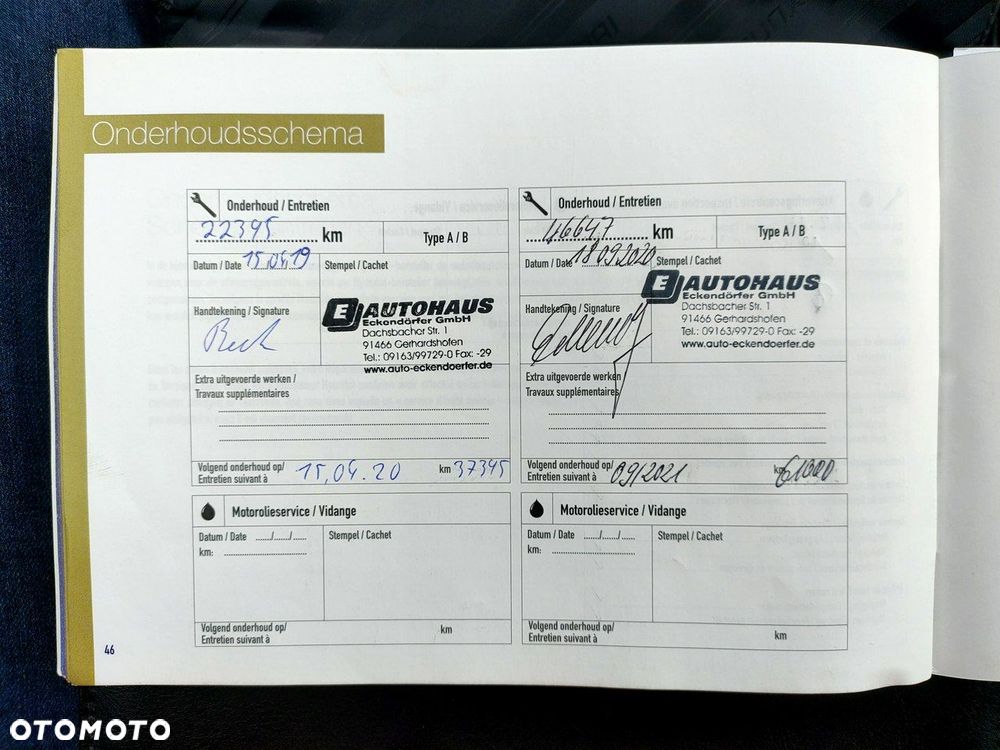 Onderhoudsschema
Onderhoud / Entretien
22395 km
Type A / B
Datum / Date 15.04.19
Stempel / Cachet
Handtekening / Signature
E AUTOHAUS
Eckendörfer GmbH
Dachsbacher Str. 1
91466 Gerhardshofen
Tel.: 09163/99729-0 Fax: -29
www.auto-eckendoerfer.de
Extra uitgevoerde werken /
Travaux supplémentaires
Volgend onderhoud op/
Entretien suivant à
15.04.20
km 37395
Onderhoud / Entretien
46647 km
Type A / B
Datum / Date 18.09.2020
Stempel / Cachet
Handtekening / Signature
E AUTOHAUS
Eckendörfer GmbH
Dachsbacher Str. 1
91466 Gerhardshofen
Tel.: 09163/99729-0 Fax: -29
www.auto-eckendoerfer.de
Extra uitgevoerde werken /
Travaux supplémentaires
Volgend onderhoud op/
Entretien suivant à
09/2021
km 61000
Motorolieservice / Vidange
Datum / Date ....../....../......
Stempel / Cachet
km:
Volgend onderhoud op/
Entretien suivant à
km
Motorolieservice / Vidange
Datum / Date ....../....../......
Stempel / Cachet
km:
Volgend onderhoud op/
Entretien suivant à
km
46
OTOMOTO